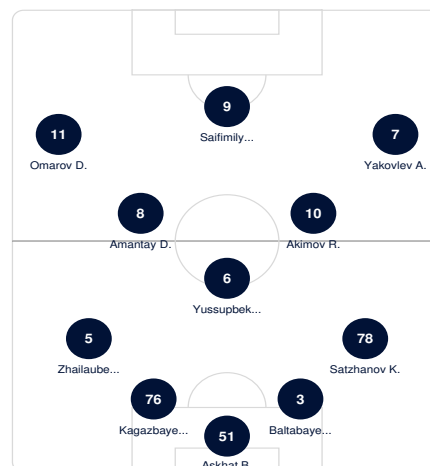 9
Saifimily...
11
Omarov D.
7
Yakovlev A.
8
Amantay D.
10
Akimov R.
6
Yussupbek...
5
Zhailaube...
78
Satzhanov K.
76
Kagazbaye...
3
Baltabaye...
51
Askhat B.